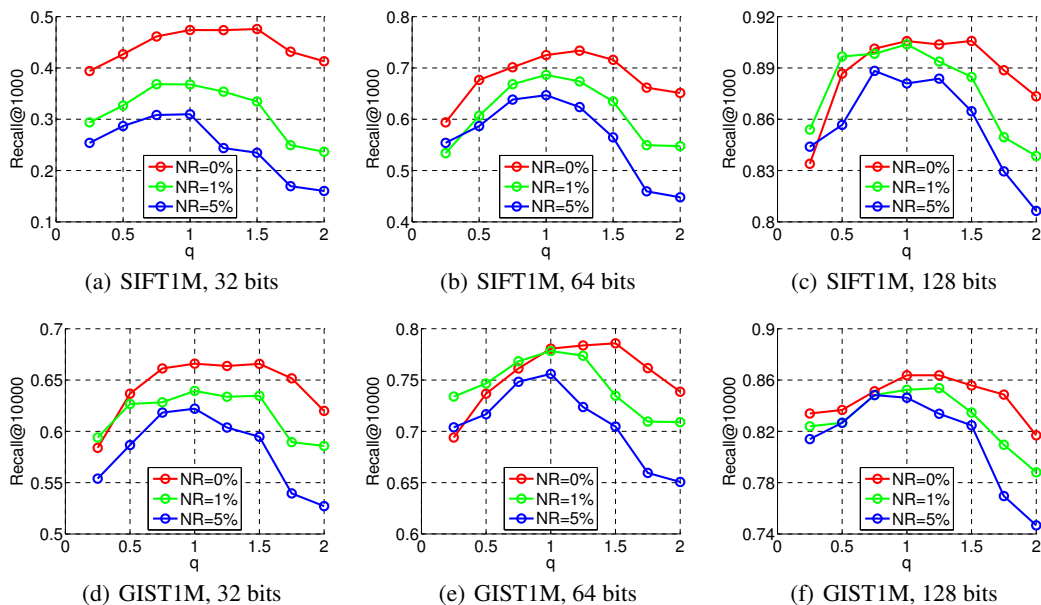 0.5
0.4
0.3
0.2
0.1
Recall@1000
NR=0%
NR=1%
NR=5%
0 0.5 1 1.5 2
q
(a) SIFT1M, 32 bits
0.8
0.7
0.6
0.5
0.4
Recall@1000
NR=0%
NR=1%
NR=5%
0 0.5 1 1.5 2
q
(b) SIFT1M, 64 bits
0.92
0.89
0.86
0.83
0.8
Recall@1000
NR=0%
NR=1%
NR=5%
0 0.5 1 1.5 2
q
(c) SIFT1M, 128 bits
0.7
0.65
0.6
0.55
0.5
Recall@10000
NR=0%
NR=1%
NR=5%
0 0.5 1 1.5 2
q
(d) GIST1M, 32 bits
0.8
0.75
0.7
0.65
0.6
Recall@10000
NR=0%
NR=1%
NR=5%
0 0.5 1 1.5 2
q
(e) GIST1M, 64 bits
0.9
0.86
0.82
0.78
0.74
Recall@10000
NR=0%
NR=1%
NR=5%
0 0.5 1 1.5 2
q
(f) GIST1M, 128 bits